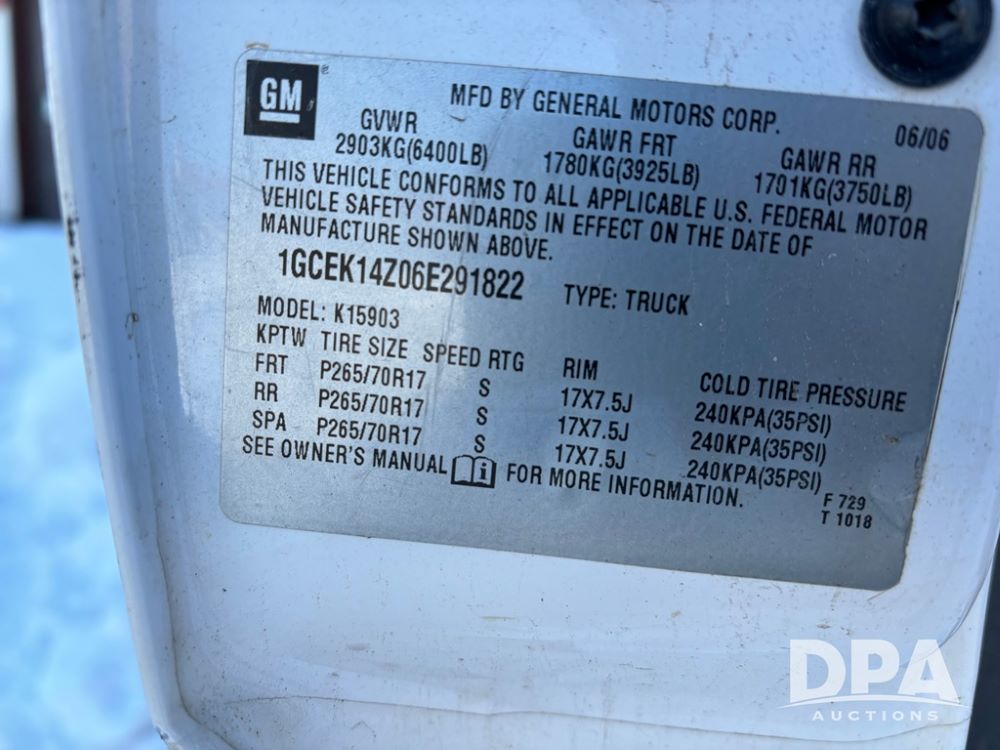 GM
MFD BY GENERAL MOTORS CORP. 06/06
GVWR GAWR FRT GAWR RR
2903KG(6400LB) 1780KG(3925LB) 1701KG(3750LB)
THIS VEHICLE CONFORMS TO ALL APPLICABLE U.S. FEDERAL MOTOR
VEHICLE SAFETY STANDARDS IN EFFECT ON THE DATE OF
MANUFACTURE SHOWN ABOVE.
1GCEK14Z06E291822 TYPE: TRUCK
MODEL: K15903
KPTW TIRE SIZE SPEED RTG RIM COLD TIRE PRESSURE
FRT P265/70R17 S 17X7.5J 240KPA(35PSI)
RR P265/70R17 S 17X7.5J 240KPA(35PSI)
SPA P265/70R17 S 17X7.5J 240KPA(35PSI)
SEE OWNER'S MANUAL FOR MORE INFORMATION.
F 729
T 1018
DPA
AUCTIONS